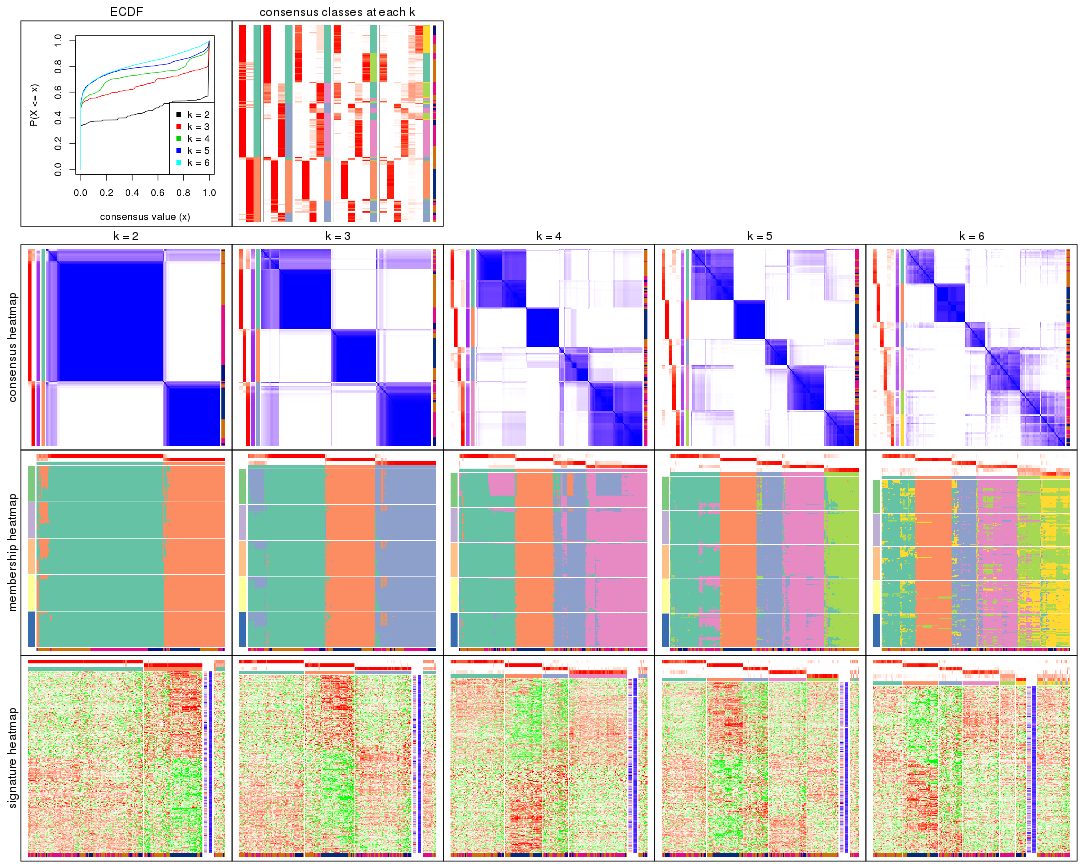 ECDF
consensus classes at each k
P(X <= x)
0.0 0.2 0.4 0.6 0.8 1.0
k = 2
k = 3
k = 4
k = 5
k = 6
0.0 0.2 0.4 0.6 0.8 1.0
consensus value (x)
k = 2 k = 3 k = 4 k = 5 k = 6
consensus heatmap
membership heatmap
signature heatmap